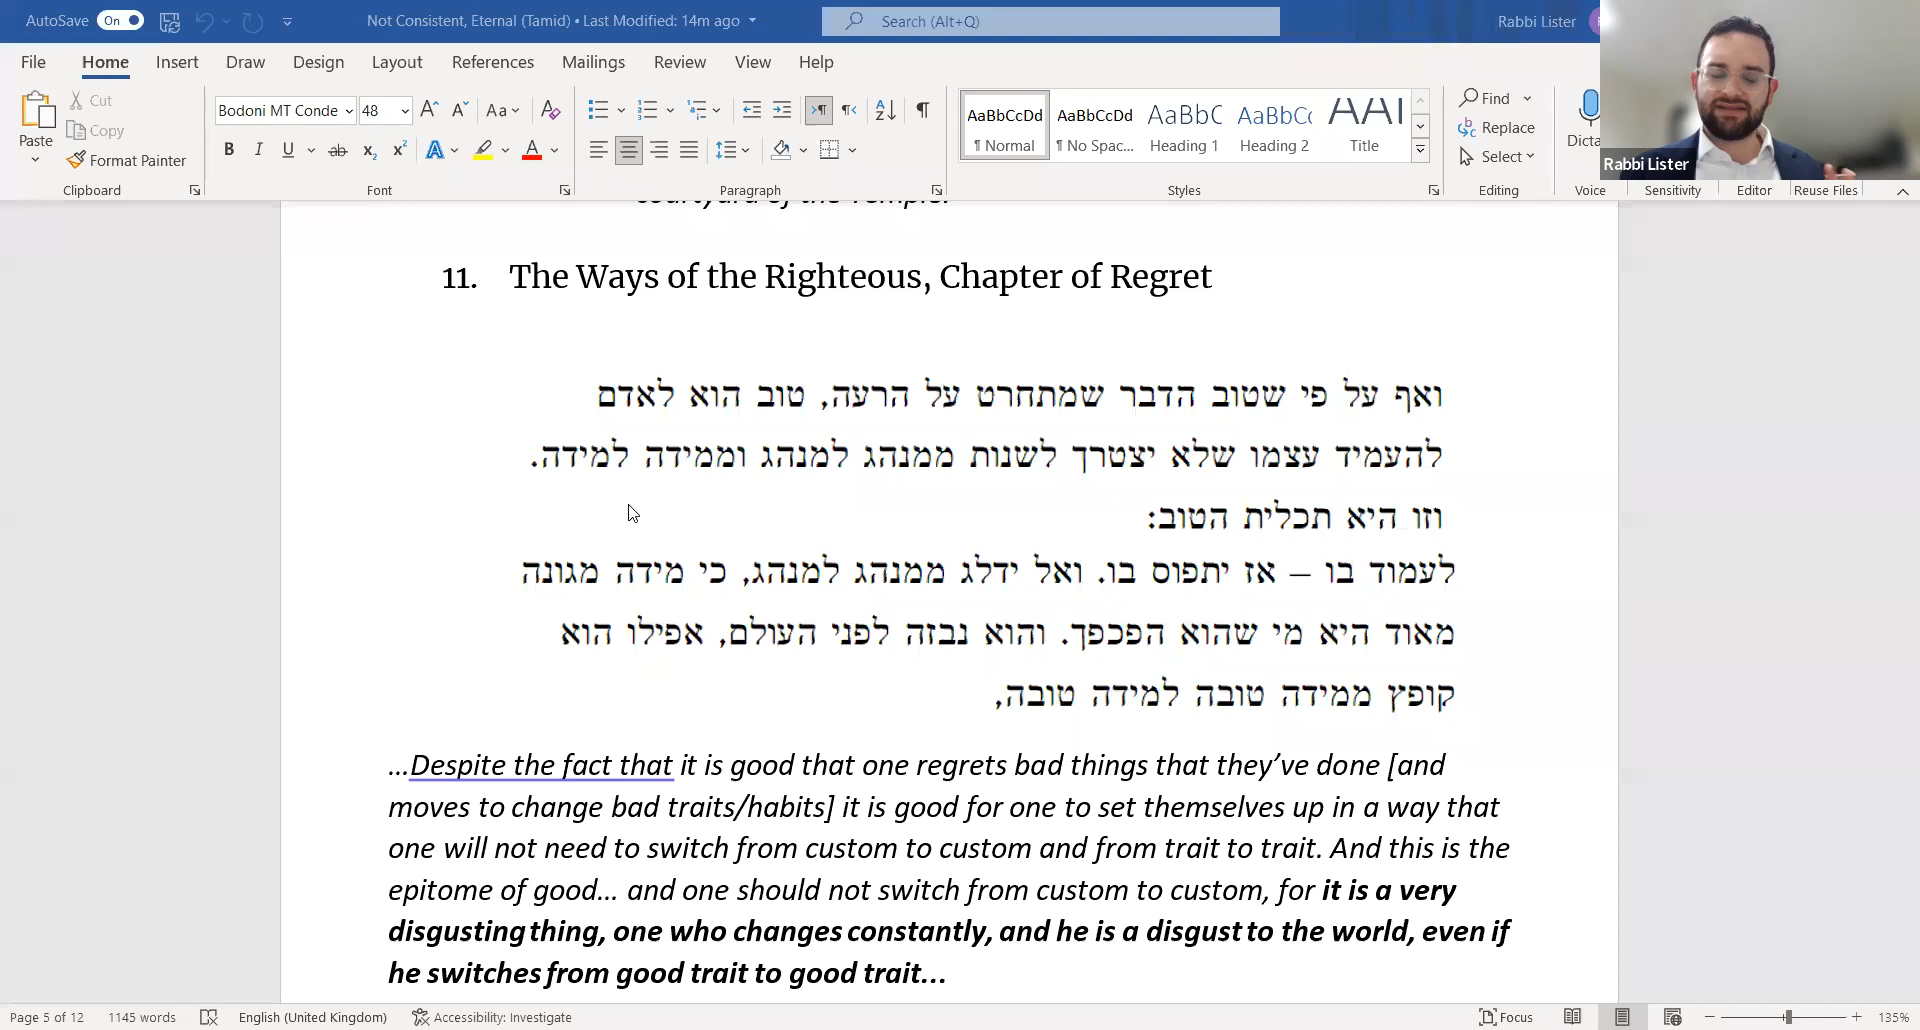 AutoSave On Not Consistent, Eternal (Tamid) • Last Modified: 14m ago Search (Alt+Q) Rabbi Lister
File Home Insert Draw Design Layout References Mailings Review View Help
Paste Cut Copy Format Painter
Clipboard
Bodoni MT Conde 48
Font
Paragraph
AaBbCcDd AaBbCcDd AaBbC AaBbCc AaI
¶ Normal ¶ No Spac... Heading 1 Heading 2 Title
Styles
Find
Replace
Select
Editing
Dicta
Voice
Sensitivity
Editor
Reuse Files
Rabbi Lister
courtyard of the Temple.
11. The Ways of the Righteous, Chapter of Regret
ואף על פי שטוב הדבר שמתחרט על הרעה, טוב הוא לאדם
להעמיד עצמו שלא יצטרך לשנות ממנהג למנהג וממידה למידה.
וזו היא תכלית הטוב:
לעמוד בו – אז יתפוס בו. ואל ידלג ממנהג למנהג, כי מידה מגונה
מאוד היא מי שהוא הפכפך. והוא נבזה לפני העולם, אפילו הוא
קופץ ממידה טובה למידה טובה,
...Despite the fact that it is good that one regrets bad things that they’ve done [and
moves to change bad traits/habits] it is good for one to set themselves up in a way that
one will not need to switch from custom to custom and from trait to trait. And this is the
epitome of good... and one should not switch from custom to custom, for it is a very
disgusting thing, one who changes constantly, and he is a disgust to the world, even if
he switches from good trait to good trait...
Page 5 of 12 1145 words English (United Kingdom) Accessibility: Investigate Focus 135%